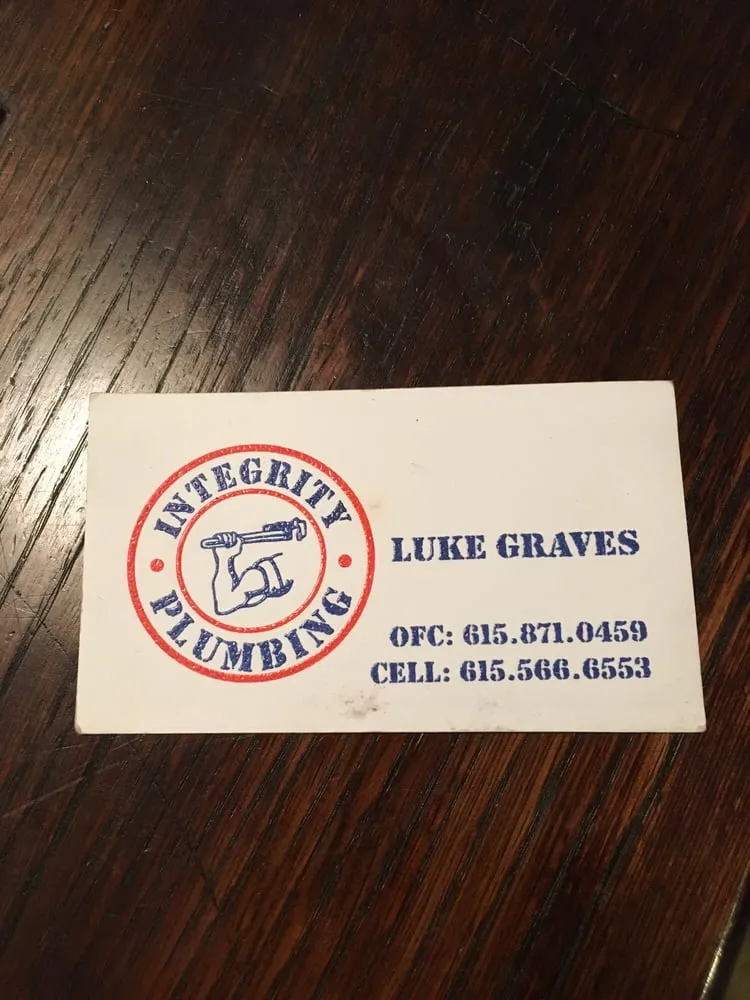 INTEGRITY
PLUMBING
LUKE GRAVES
OFC: 615.871.0459
CELL: 615.566.6553